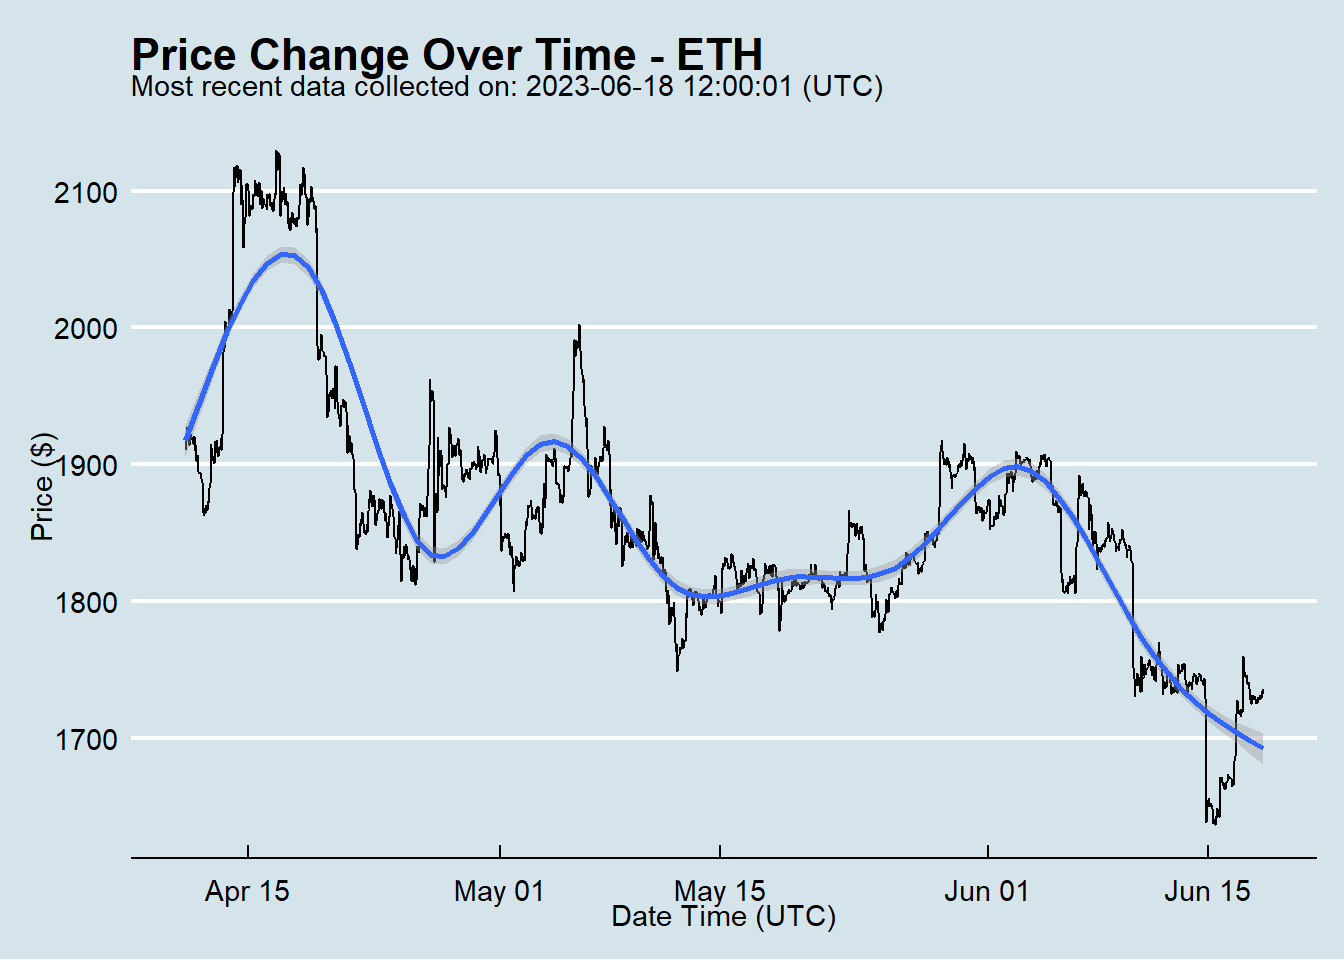 Price Change Over Time - ETH
Most recent data collected on: 2023-06-18 12:00:01 (UTC)
Price ($)
2100
2000
1900
1800
1700
Apr 15
May 01
May 15
Jun 01
Jun 15
Date Time (UTC)